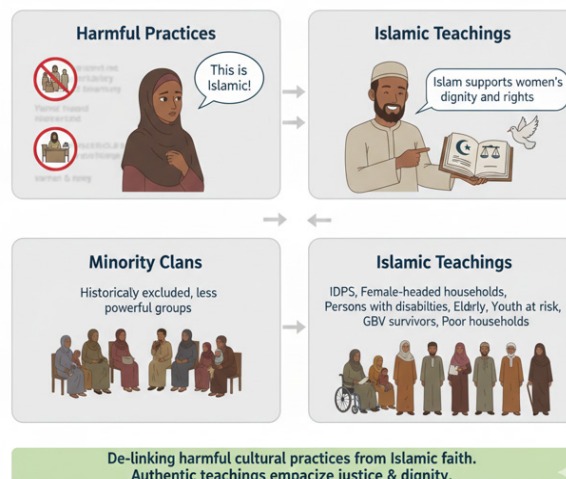 Harmful Practices
This is
Islamic!
Islamic Teachings
Islam supports women's
dignity and rights
Minority Clans
Historically excluded, less
powerful groups
Islamic Teachings
IDPS, Female-headed households,
Persons with disabilties, Elderly, Youth at risk,
GBV survivors, Poor households
De-linking harmful cultural practices from Islamic faith.
Authentic teachings empacize justice & dignity.